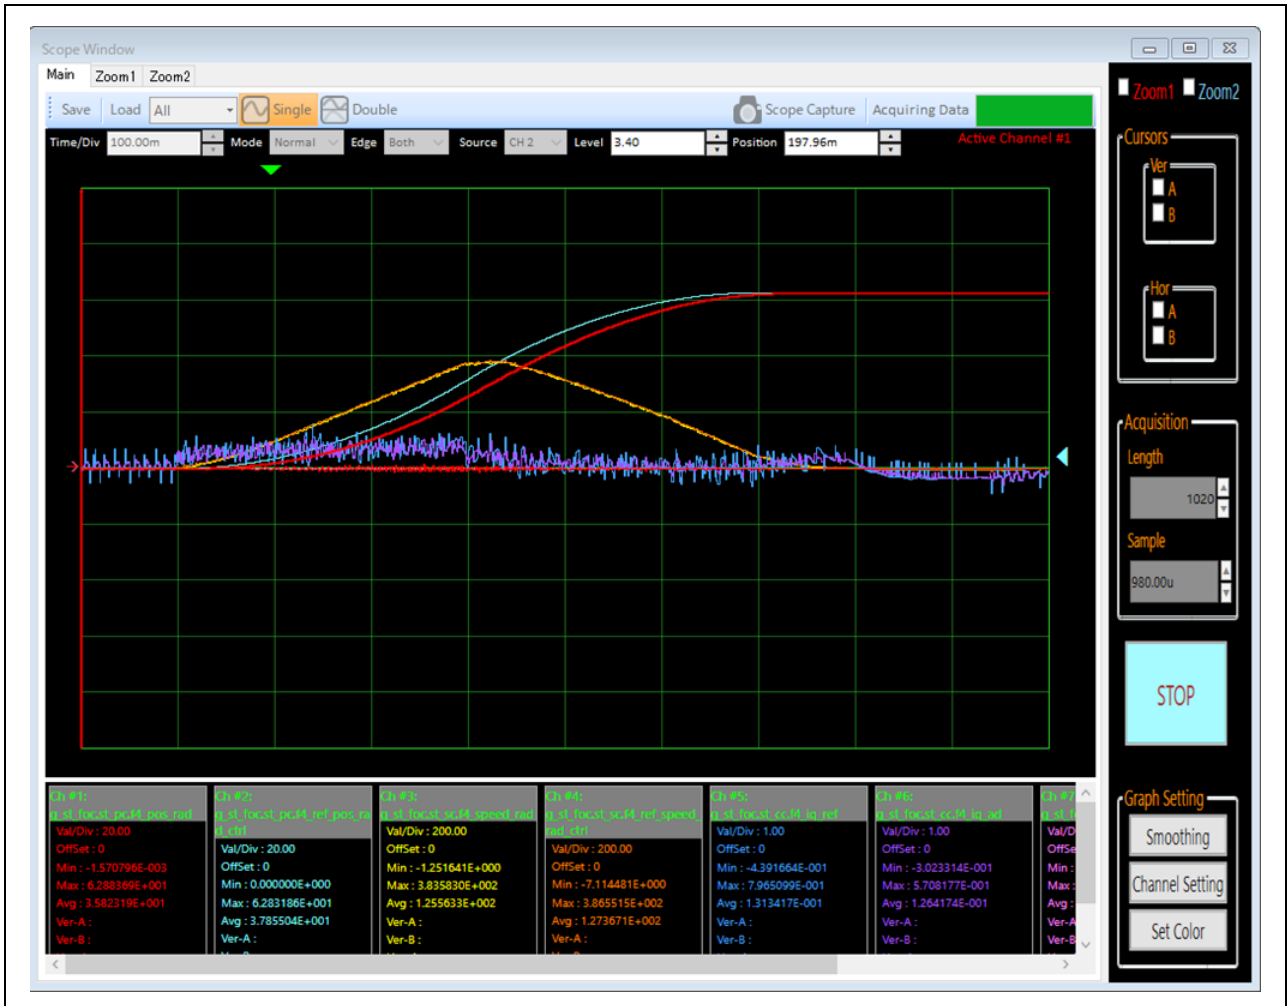 Scope Window
Main Zoom1 Zoom2
Save Load All Single Double Scope Capture Acquiring Data
Time/Div 100.00m Mode Normal Edge Both Source CH 2 Level 3.40 Position 197.96m Active Channel #1
Zoom1 Zoom2
Cursors
Ver
A
B
Hor
A
B
Acquisition
Length
1020
Sample
980.00u
STOP
Graph Setting
Smoothing
Channel Setting
Set Color
Ch #1:
g_st_foc.st_pc.f4_pos_rad
Val/Div : 20.00
OffSet : 0
Min : -1.570796E-003
Max : 6.288369E+001
Avg : 3.582319E+001
Ver-A :
Ver-B :
Ch #2:
g_st_foc.st_pc.f4_ref_pos_ra
d_ctrl
Val/Div : 20.00
OffSet : 0
Min : 0.000000E+000
Max : 6.283186E+001
Avg : 3.785504E+001
Ver-A :
Ch #3:
g_st_foc.st_sc.f4_speed_rad
Val/Div : 200.00
OffSet : 0
Min : -1.251641E+000
Max : 3.835830E+002
Avg : 1.255633E+002
Ver-A :
Ver-B :
Ch #4:
g_st_foc.st_sc.f4_ref_speed_
rad_ctrl
Val/Div : 200.00
OffSet : 0
Min : -7.114481E+000
Max : 3.865515E+002
Avg : 1.273671E+002
Ver-A :
Ch #5:
g_st_foc.st_cc.f4_iq_ref
Val/Div : 1.00
OffSet : 0
Min : -4.391664E-001
Max : 7.965099E-001
Avg : 1.313417E-001
Ver-A :
Ver-B :
Ch #6:
g_st_foc.st_cc.f4_iq_ad
Val/Div : 1.00
OffSet : 0
Min : -3.023314E-001
Max : 5.708177E-001
Avg : 1.264174E-001
Ver-A :
Ver-B :
Ch #7
g_st_f
Val/D
OffSe
Min :
Max :
Avg :
Ver-A
Ver-B